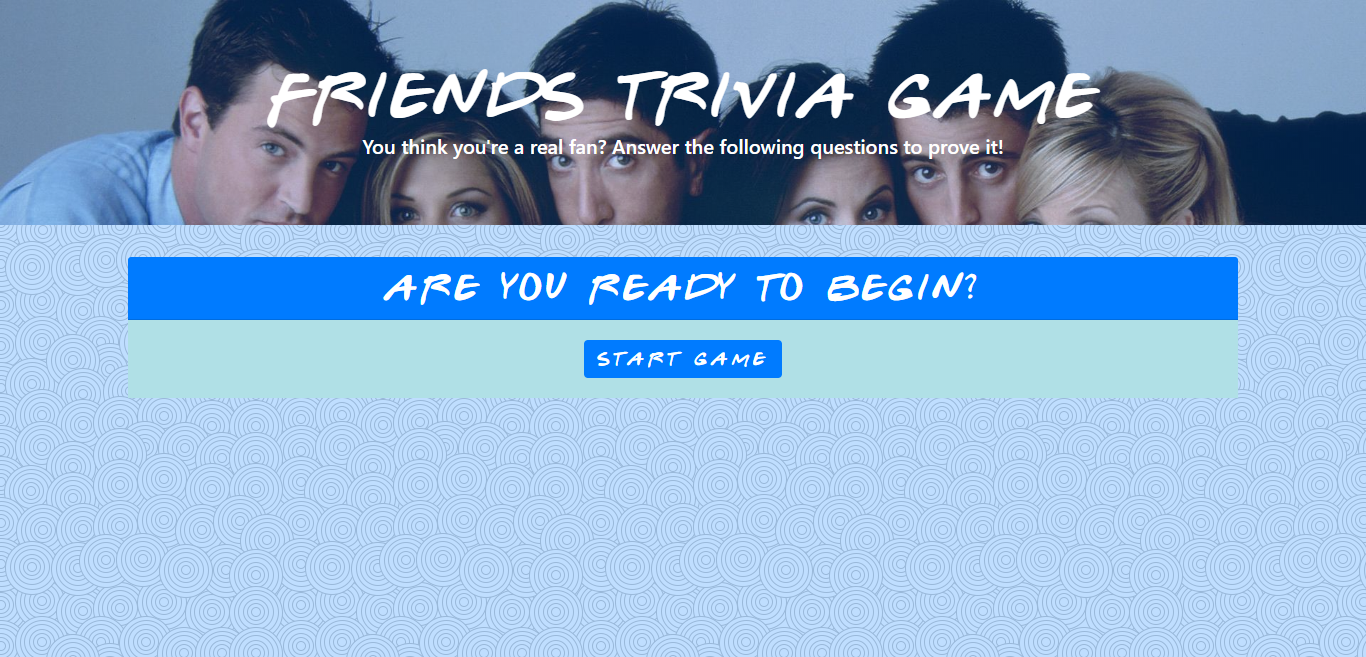 FRIENDS TRIVIA GAME
You think you're a real fan? Answer the following questions to prove it!
ARE YOU READY TO BEGIN?
START GAME